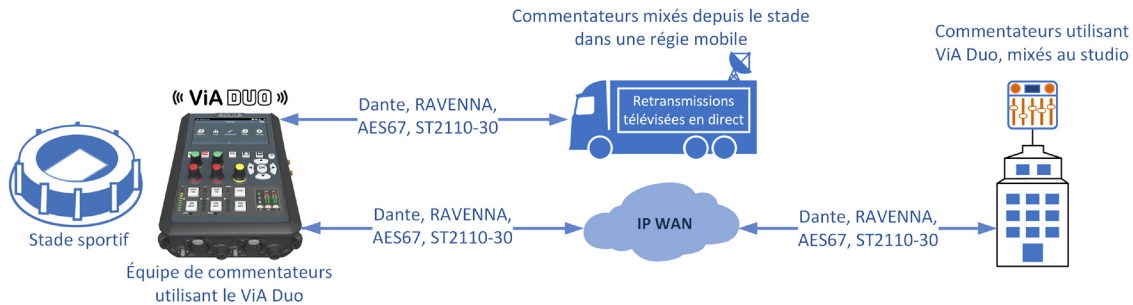 Commentateurs mixés depuis le stade
dans une régie mobile
Commentateurs utilisant
ViA Duo, mixés au studio
ViA DUO
Dante, RAVENNA,
AES67, ST2110-30
Retransmissions
télévisées en direct
Stade sportif
Dante, RAVENNA,
AES67, ST2110-30
IP WAN
Dante, RAVENNA,
AES67, ST2110-30
Équipe de commentateurs
utilisant le ViA Duo